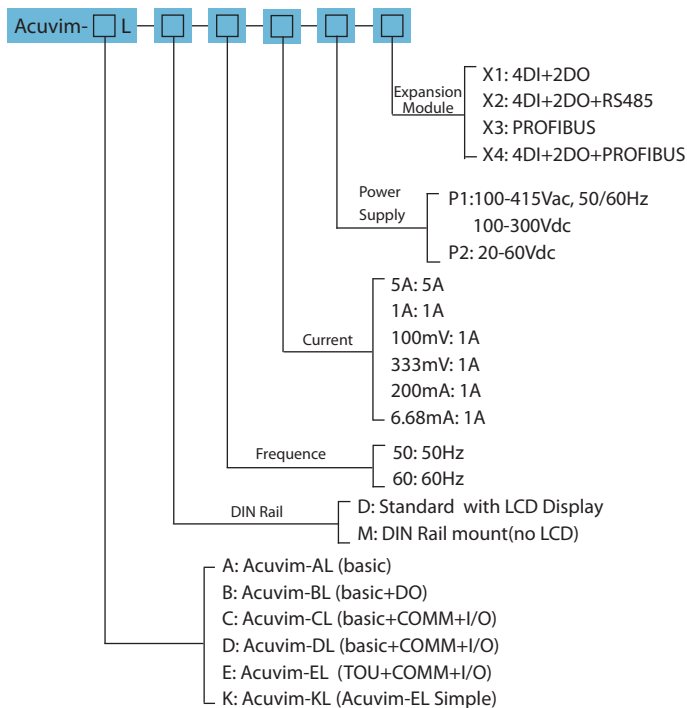 Acuvim- L
X1: 4DI+2DO
Expansion
Module
X2: 4DI+2DO+RS485
X3: PROFIBUS
X4: 4DI+2DO+PROFIBUS
Power
Supply
P1:100-415Vac, 50/60Hz
100-300Vdc
P2: 20-60Vdc
5A: 5A
1A: 1A
Current
100mV: 1A
333mV: 1A
200mA: 1A
6.68mA: 1A
Frequence
50: 50Hz
60: 60Hz
DIN Rail
D: Standard with LCD Display
M: DIN Rail mount(no LCD)
A: Acuvim-AL (basic)
B: Acuvim-BL (basic+DO)
C: Acuvim-CL (basic+COMM+I/O)
D: Acuvim-DL (basic+COMM+I/O)
E: Acuvim-EL (TOU+COMM+I/O)
K: Acuvim-KL (Acuvim-EL Simple)